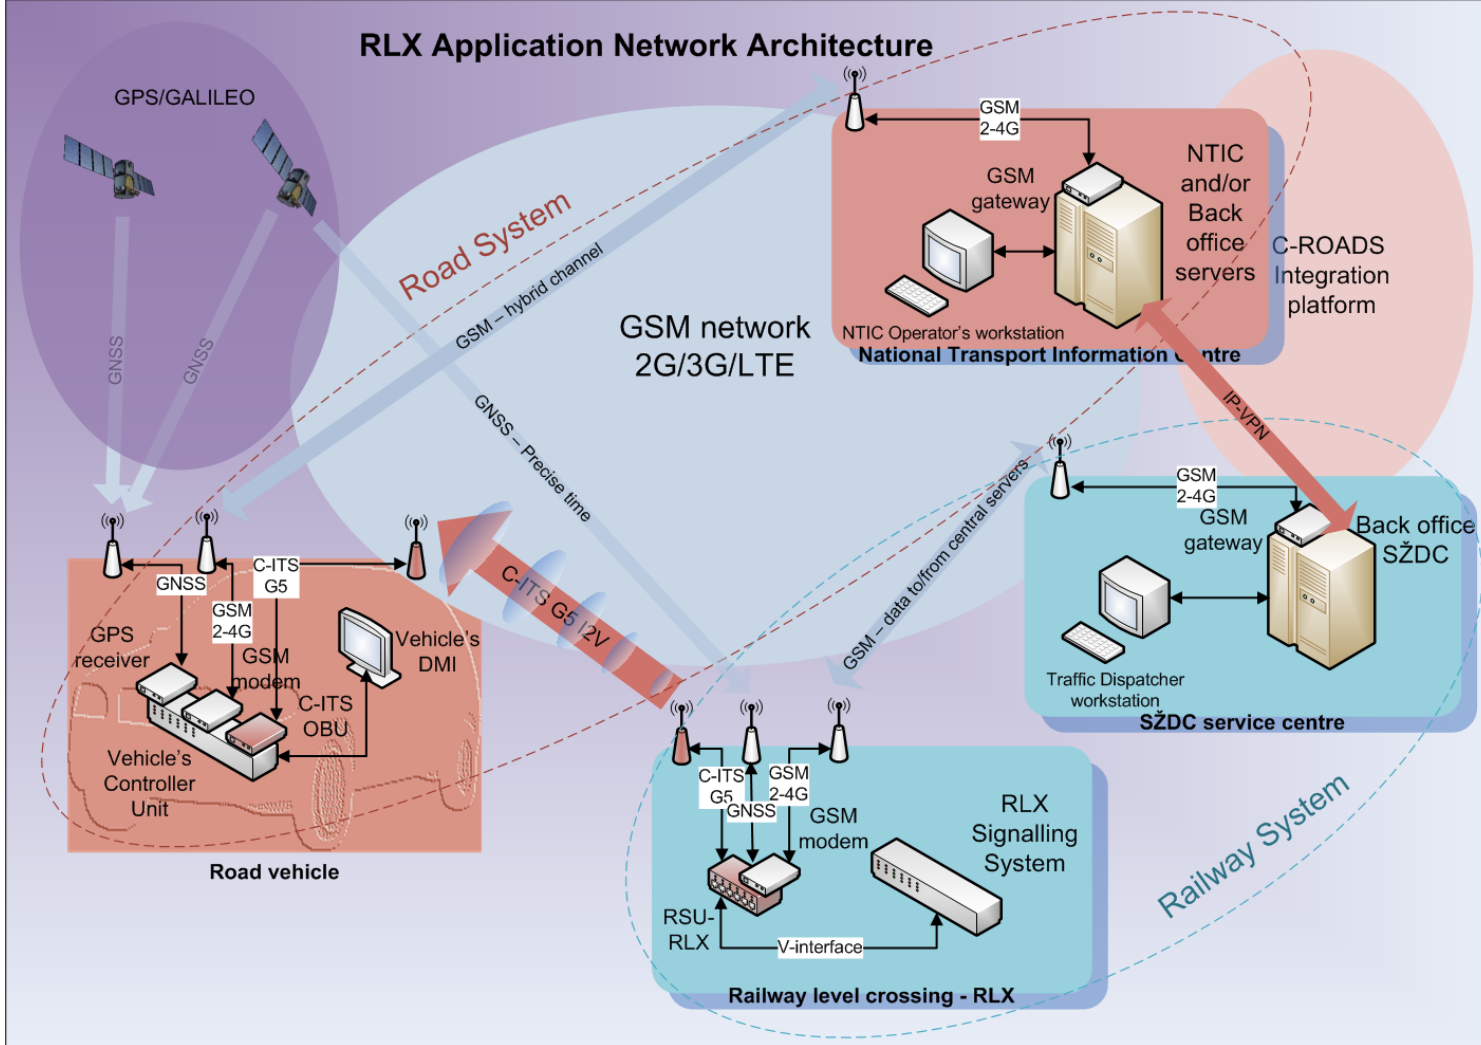 RLX Application Network Architecture
GPS/GALILEO
GNSS
GNSS
Road System
GSM – hybrid channel
GNSS – Precise time
GSM network
2G/3G/LTE
GSM
2-4G
GSM
gateway
NTIC
and/or
Back
office
servers
NTIC Operator's workstation
National Transport Information Centre
C-ROADS
Integration
platform
IP-VPN
GSM
2-4G
GSM
gateway
Back office
SŽDC
Traffic Dispatcher
workstation
SŽDC service centre
GSM – data to/from central servers
C-ITS G5 I2V
GNSS
GSM
2-4G
C-ITS
G5
GPS
receiver
GSM
modem
C-ITS
OBU
Vehicle's
DMI
Vehicle's
Controller
Unit
Road vehicle
C-ITS
G5
GNSS
GSM
2-4G
GSM
modem
RLX
Signalling
System
RSU-
RLX
V-interface
Railway level crossing - RLX
Railway System